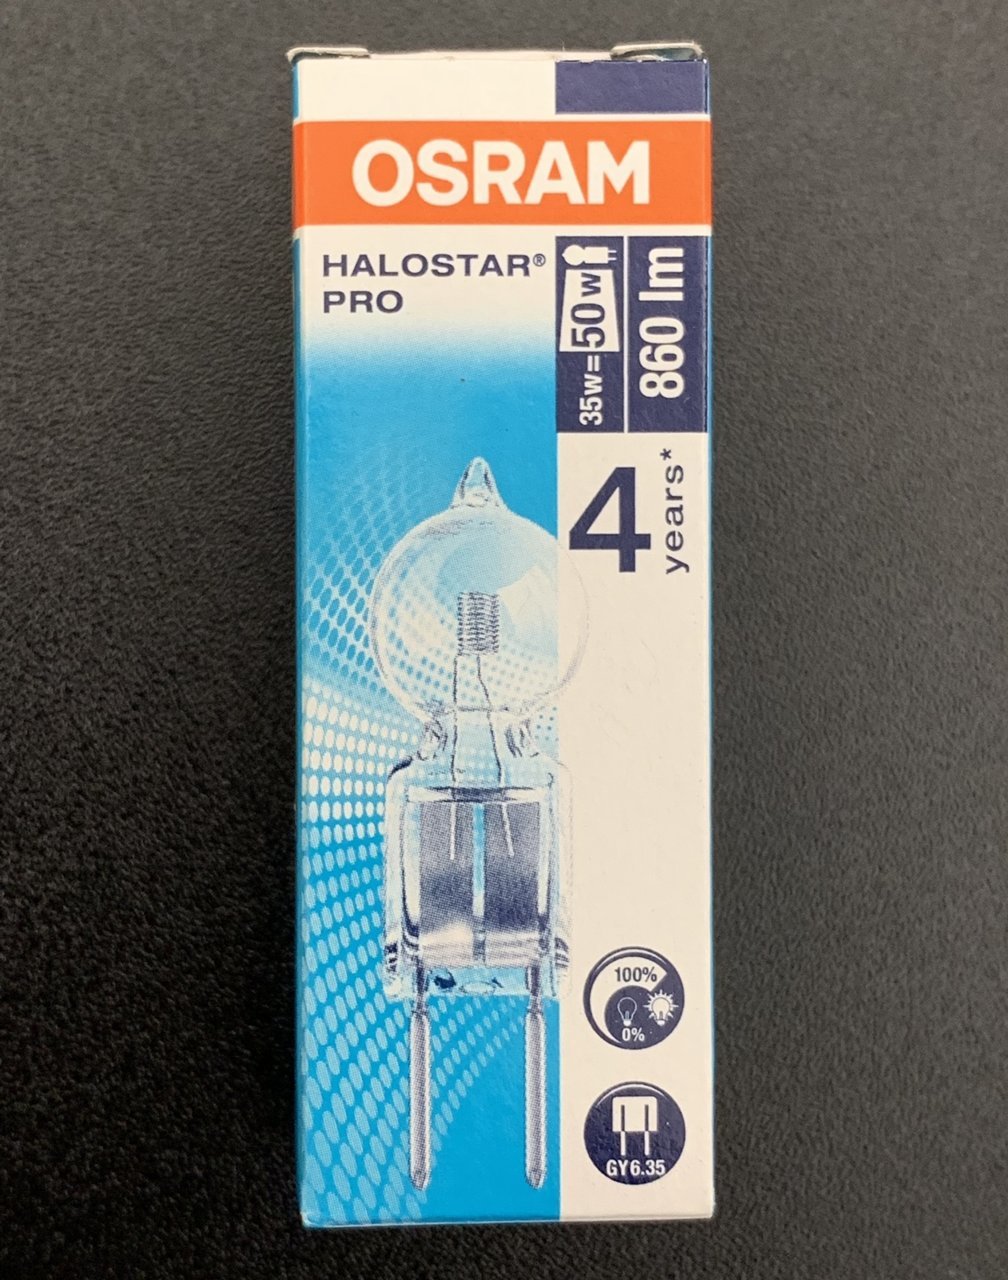 OSRAM
HALOSTAR®
PRO
35W=50W
860 lm
4
years*
100%
0%
GY6.35